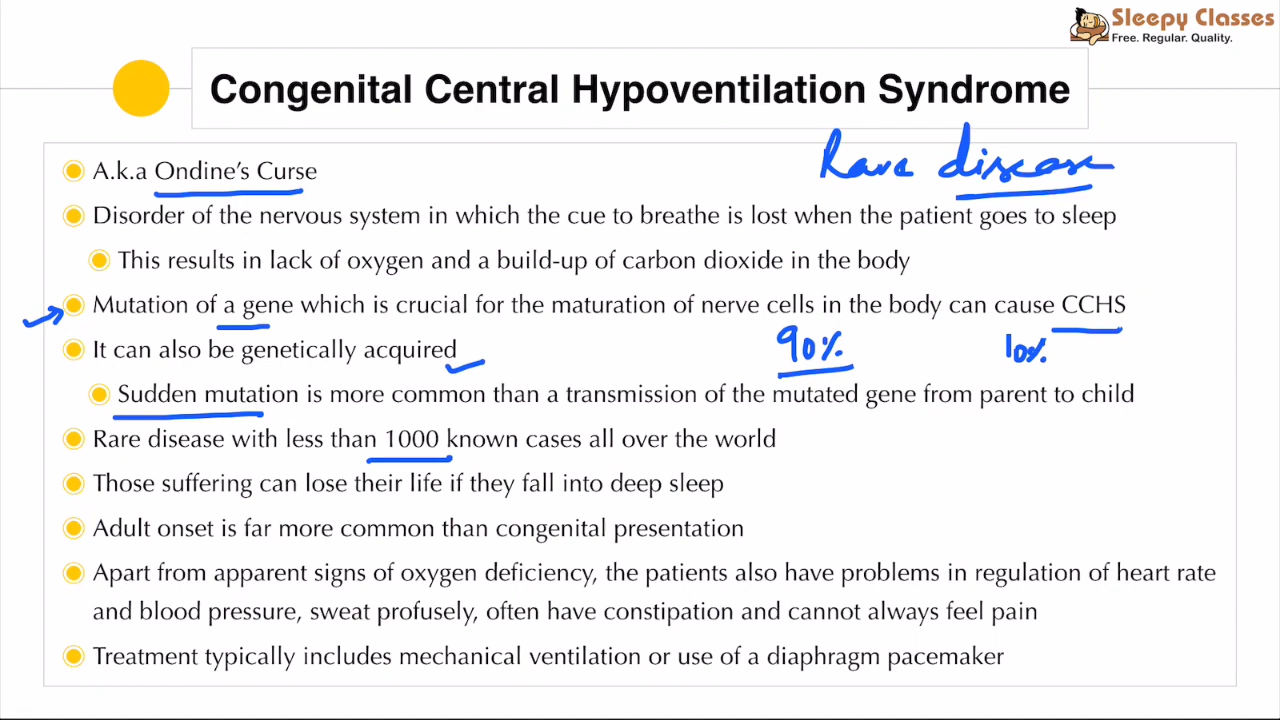 Sleepy Classes
Free. Regular. Quality.
Congenital Central Hypoventilation Syndrome
Rare disease
A.k.a Ondine’s Curse
Disorder of the nervous system in which the cue to breathe is lost when the patient goes to sleep
This results in lack of oxygen and a build-up of carbon dioxide in the body
Mutation of a gene which is crucial for the maturation of nerve cells in the body can cause CCHS
It can also be genetically acquired
90% 10%
Sudden mutation is more common than a transmission of the mutated gene from parent to child
Rare disease with less than 1000 known cases all over the world
Those suffering can lose their life if they fall into deep sleep
Adult onset is far more common than congenital presentation
Apart from apparent signs of oxygen deficiency, the patients also have problems in regulation of heart rate
and blood pressure, sweat profusely, often have constipation and cannot always feel pain
Treatment typically includes mechanical ventilation or use of a diaphragm pacemaker